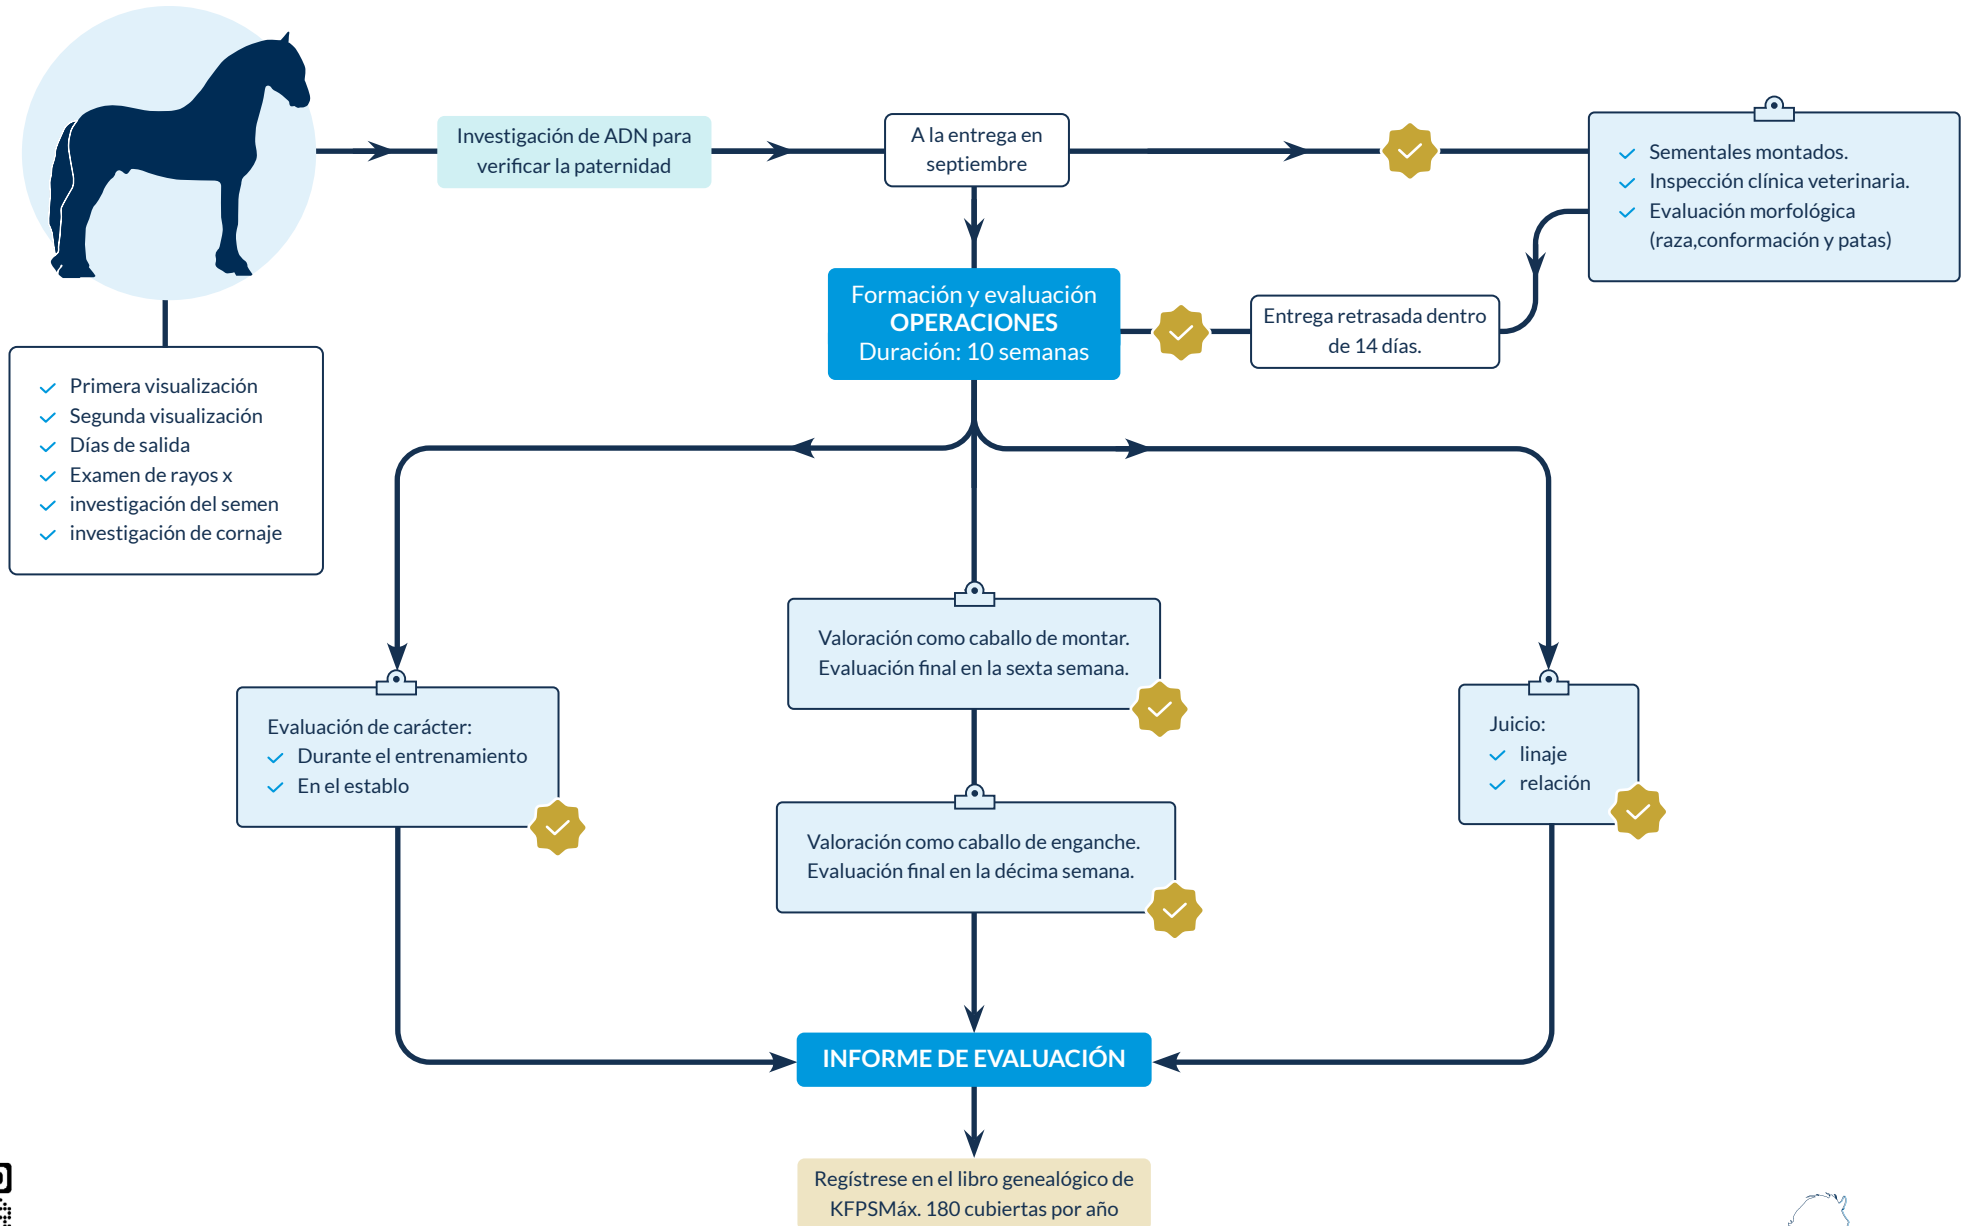 Investigación de ADN para
verificar la paternidad
A la entrega en
septiembre
Sementales montados.
Inspección clínica veterinaria.
Evaluación morfológica
(raza,conformación y patas)
Formación y evaluación
OPERACIONES
Duración: 10 semanas
Entrega retrasada dentro
de 14 días.
Primera visualización
Segunda visualización
Días de salida
Examen de rayos x
investigación del semen
investigación de cornaje
Valoración como caballo de montar.
Evaluación final en la sexta semana.
Evaluación de carácter:
Durante el entrenamiento
En el establo
Juicio:
linaje
relación
Valoración como caballo de enganche.
Evaluación final en la décima semana.
INFORME DE EVALUACIÓN
Regístrese en el libro genealógico de
KFPSMáx. 180 cubiertas por año